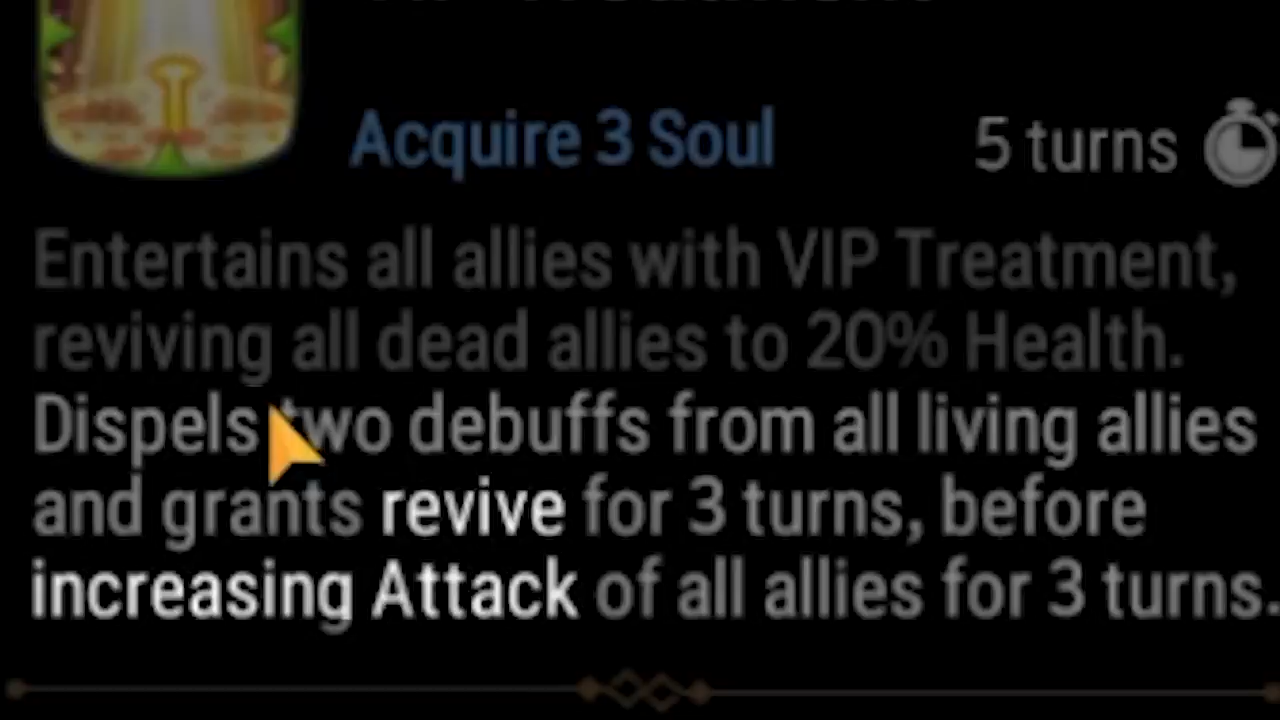 Acquire 3 Soul
5 turns
Entertains all allies with VIP Treatment,
reviving all dead allies to 20% Health.
Dispels two debuffs from all living allies
and grants revive for 3 turns, before
increasing Attack of all allies for 3 turns.